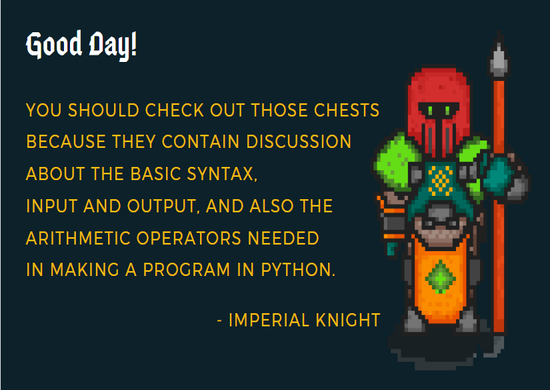 Good Day!
YOU SHOULD CHECK OUT THOSE CHESTS
BECAUSE THEY CONTAIN DISCUSSION
ABOUT THE BASIC SYNTAX,
INPUT AND OUTPUT, AND ALSO THE
ARITHMETIC OPERATORS NEEDED
IN MAKING A PROGRAM IN PYTHON.
- IMPERIAL KNIGHT